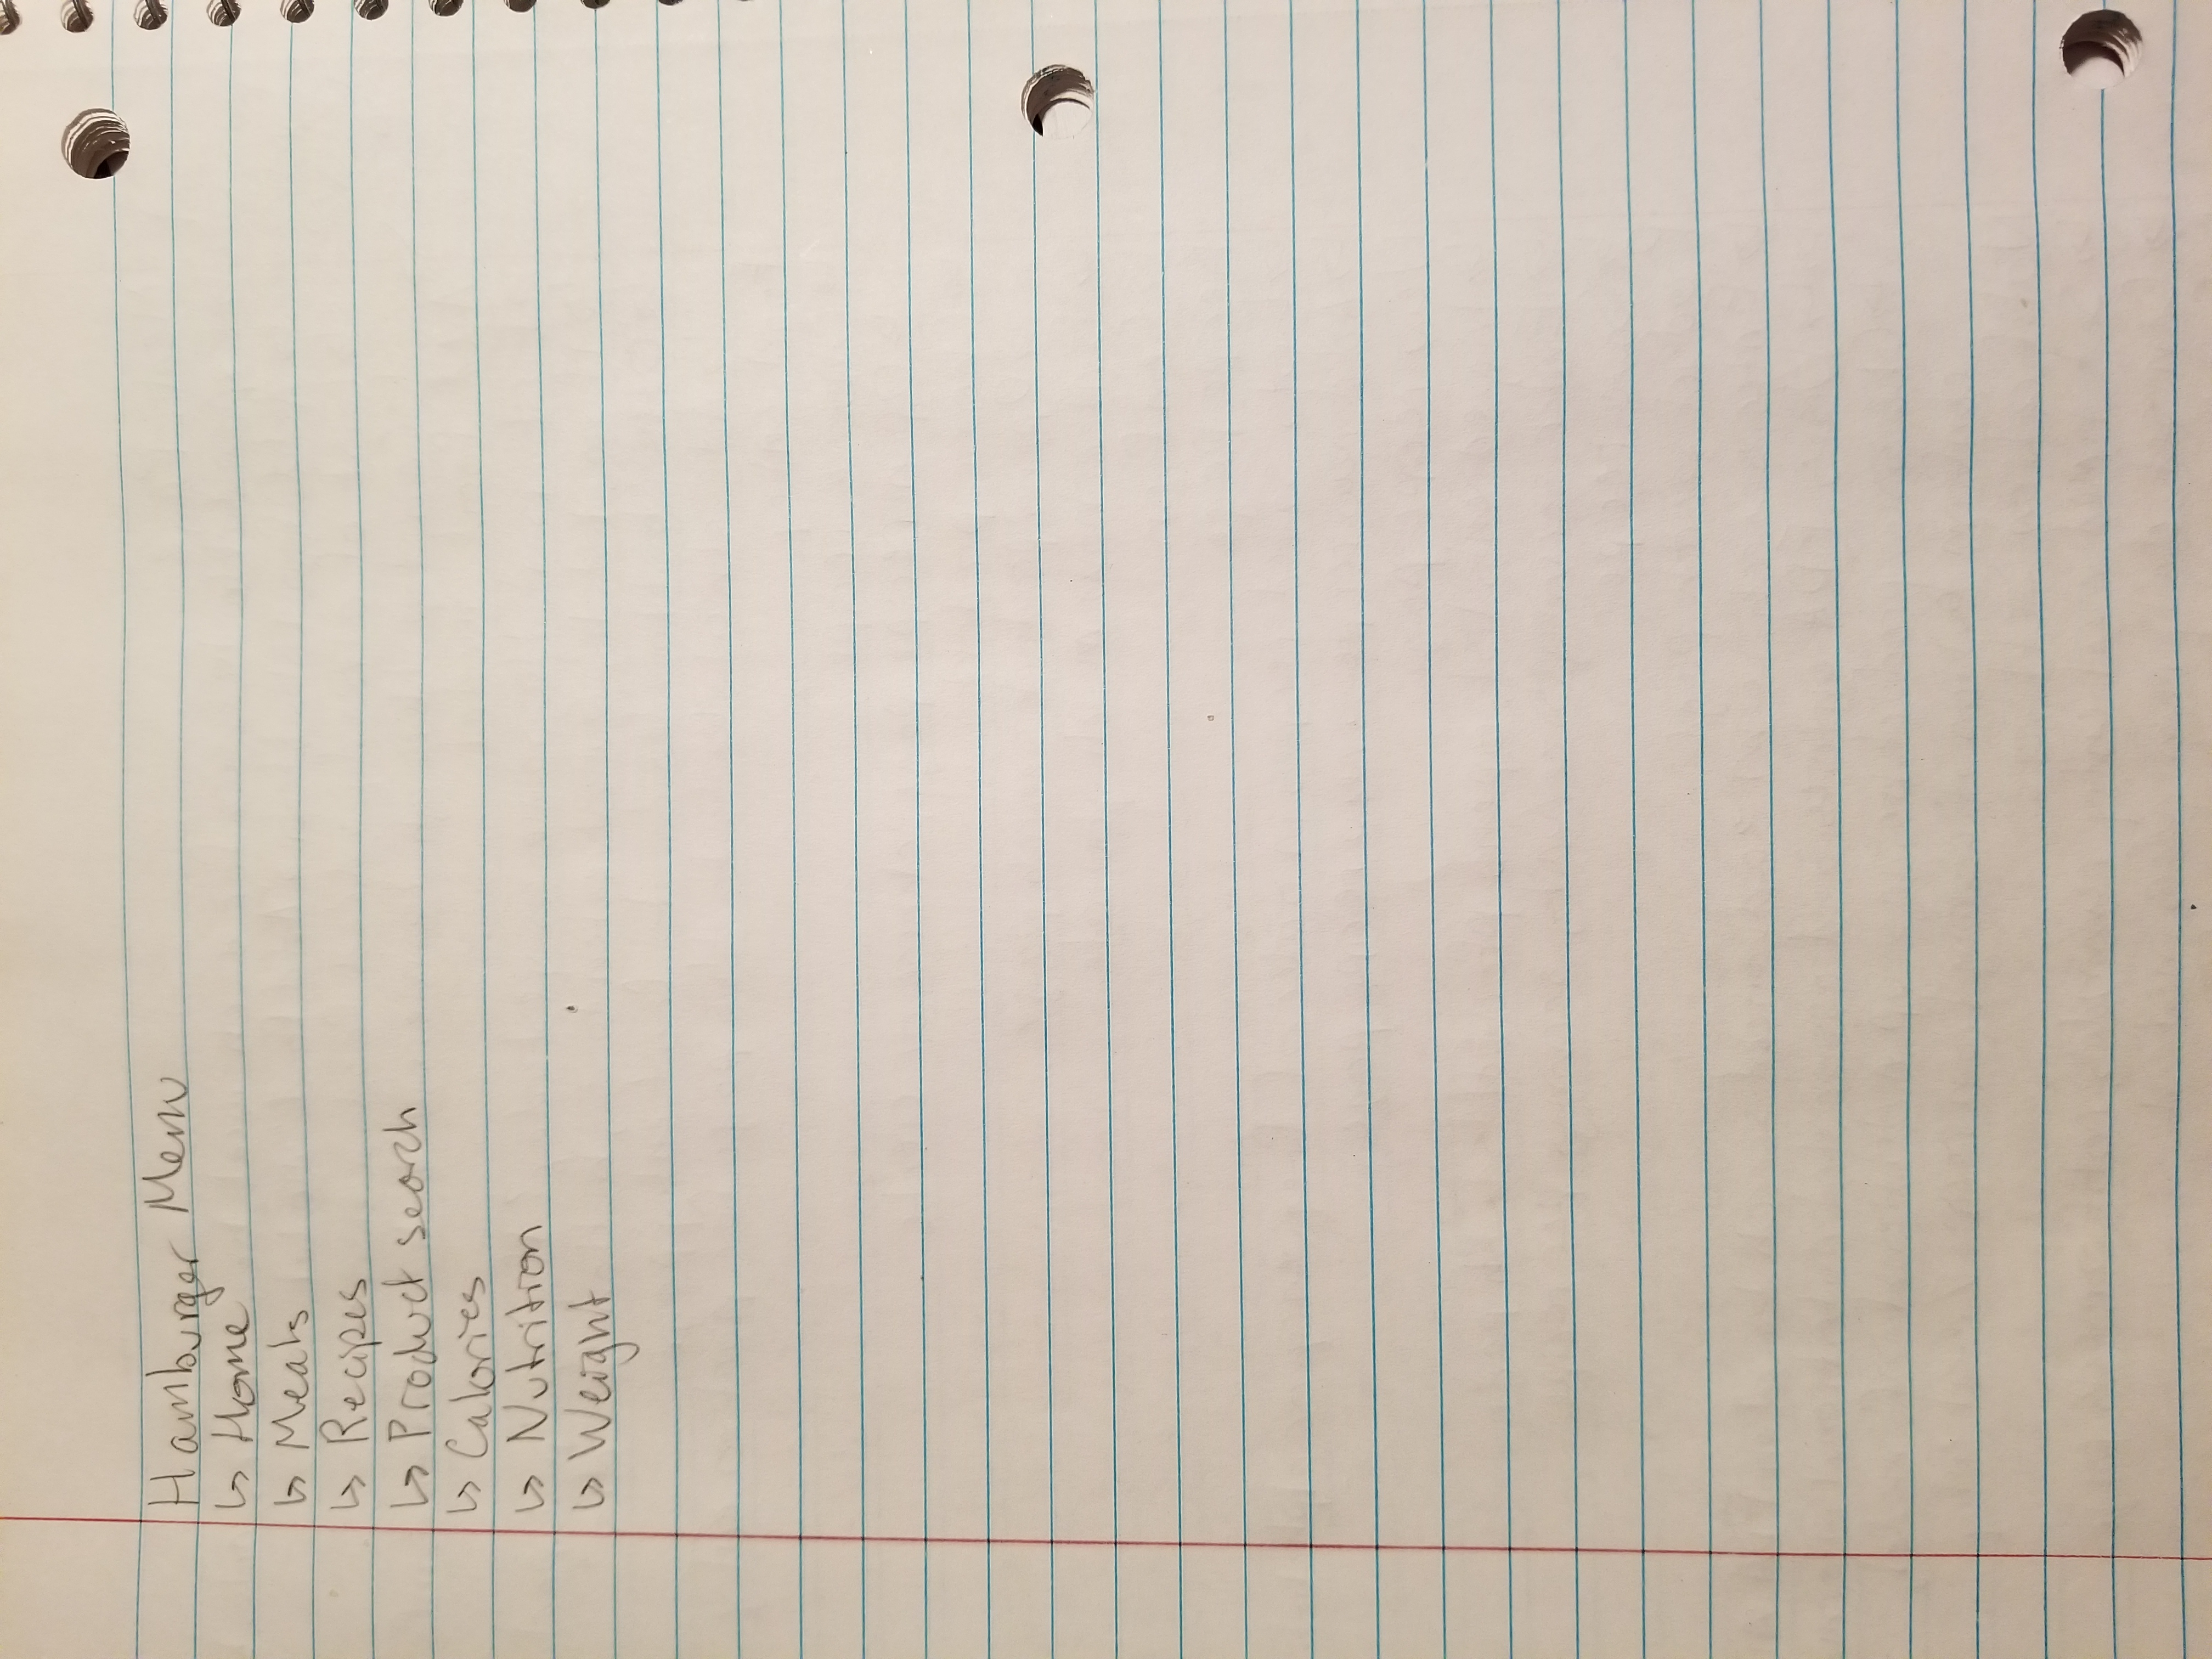 Hamburger Menu
↳ Home
↳ Meals
↳ Recipes
↳ Product search
↳ Calories
↳ Nutrition
↳ Weight